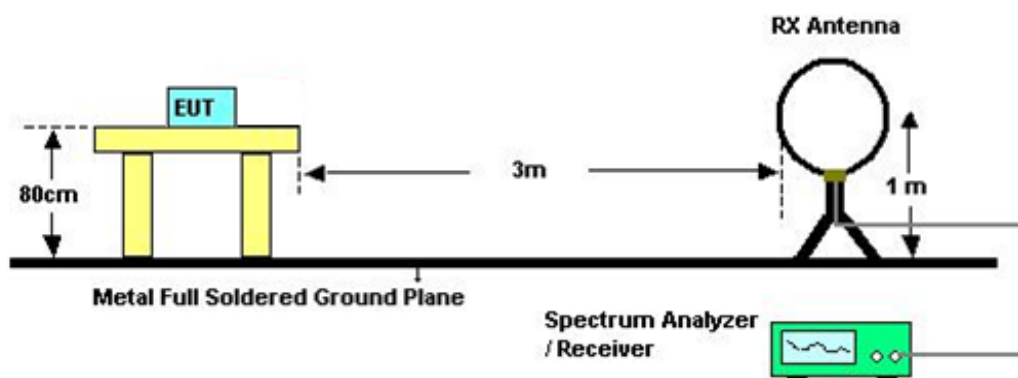 RX Antenna
EUT
80cm
3m
1 m
Metal Full Soldered Ground Plane
Spectrum Analyzer
/ Receiver